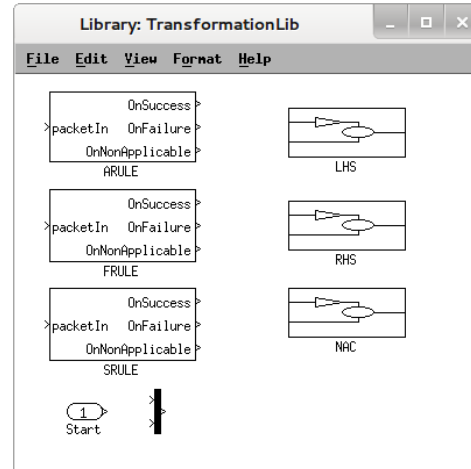 Library: TransformationLib
File Edit View Format Help
OnSuccess
packetIn OnFailure
OnNonApplicable
ARULE
LHS
OnSuccess
packetIn OnFailure
OnNonApplicable
FRULE
RHS
OnSuccess
packetIn OnFailure
OnNonApplicable
SRULE
NAC
1
Start